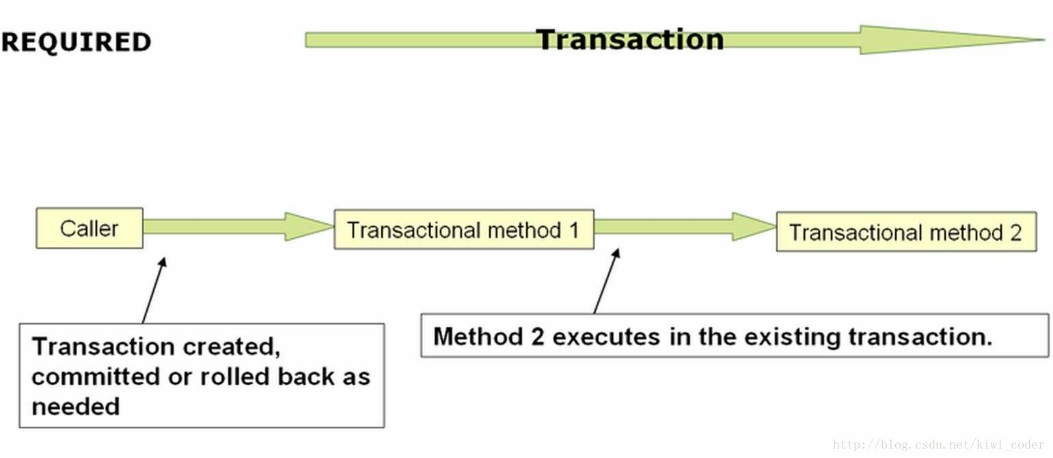 REQUIRED
Transaction
Caller
Transactional method 1
Transactional method 2
Transaction created,
committed or rolled back as
needed
Method 2 executes in the existing transaction.
http://blog.csdn.net/kiwi_coder